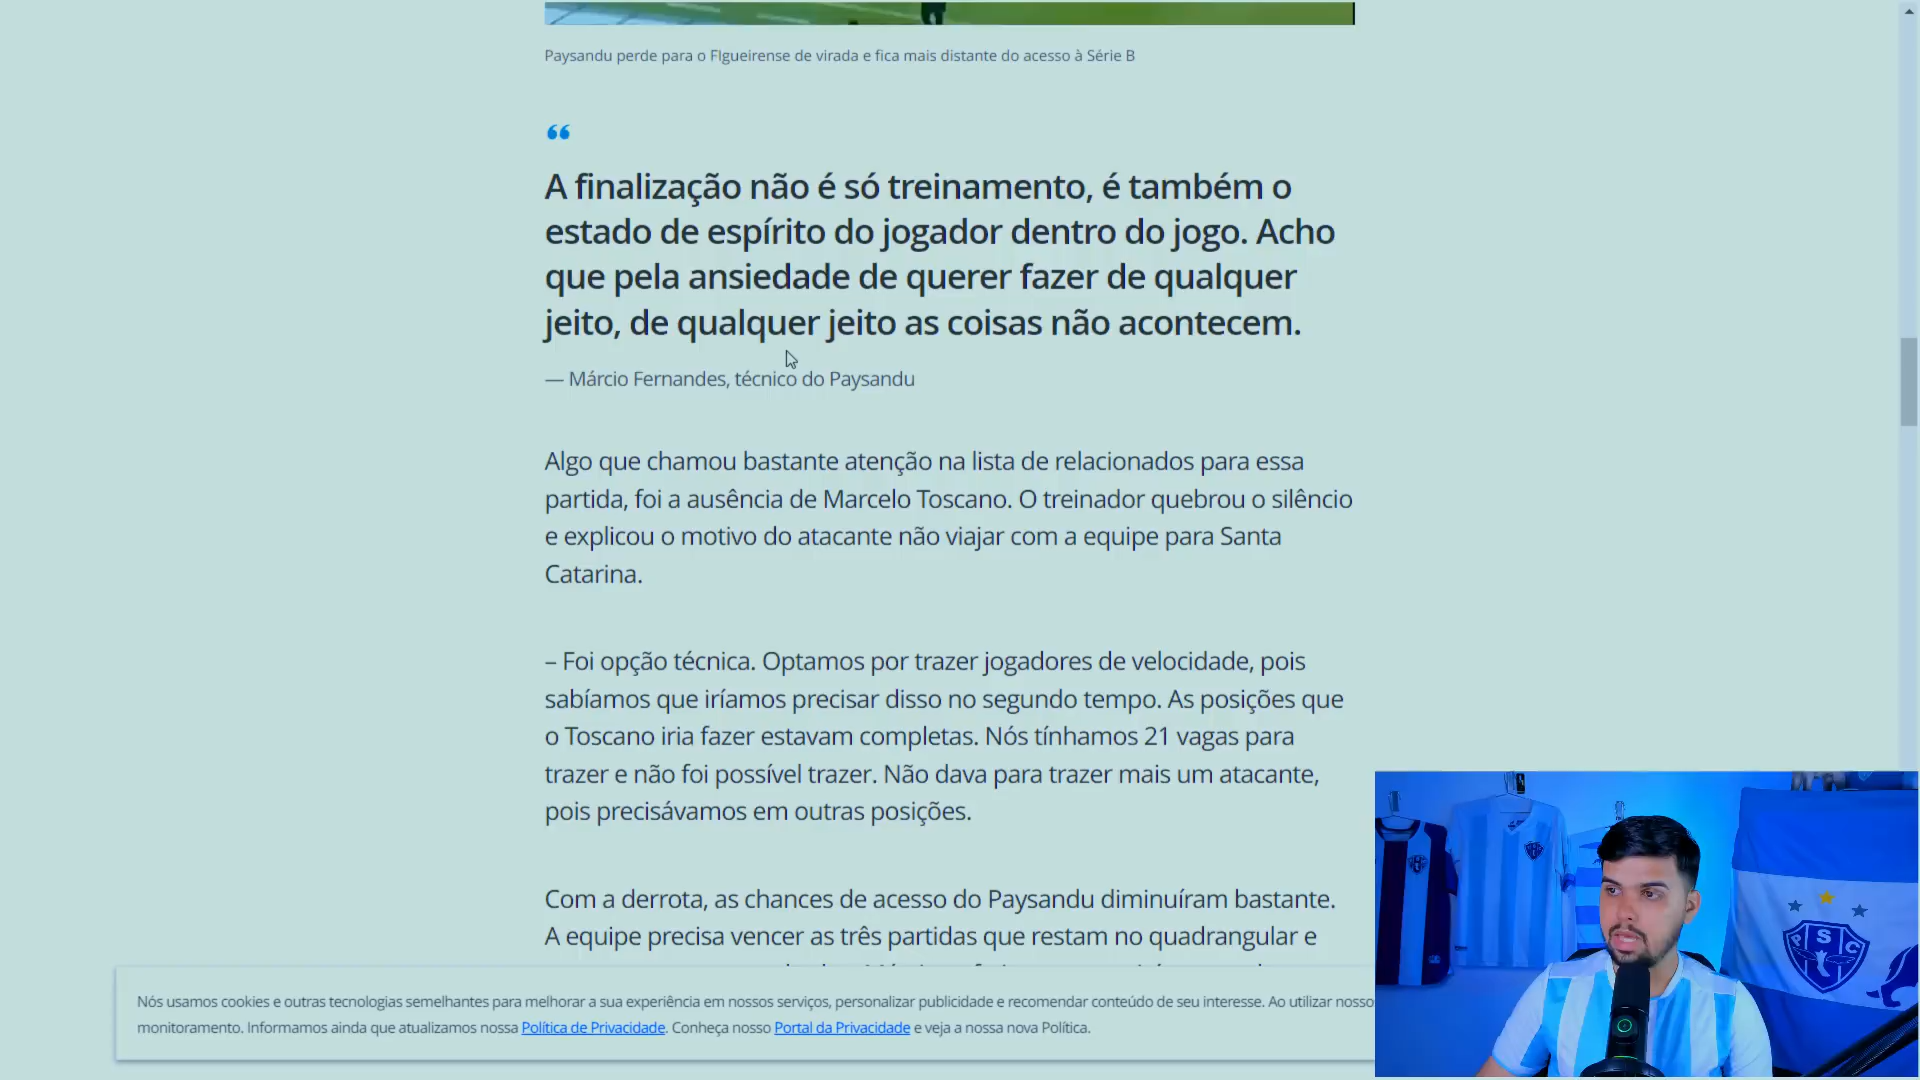 Paysandu perde para o FIgueirense de virada e fica mais distante do acesso à Série B
“
A finalização não é só treinamento, é também o
estado de espírito do jogador dentro do jogo. Acho
que pela ansiedade de querer fazer de qualquer
jeito, de qualquer jeito as coisas não acontecem.
— Márcio Fernandes, técnico do Paysandu
Algo que chamou bastante atenção na lista de relacionados para essa
partida, foi a ausência de Marcelo Toscano. O treinador quebrou o silêncio
e explicou o motivo do atacante não viajar com a equipe para Santa
Catarina.
– Foi opção técnica. Optamos por trazer jogadores de velocidade, pois
sabíamos que iríamos precisar disso no segundo tempo. As posições que
o Toscano iria fazer estavam completas. Nós tínhamos 21 vagas para
trazer e não foi possível trazer. Não dava para trazer mais um atacante,
pois precisávamos em outras posições.
Com a derrota, as chances de acesso do Paysandu diminuíram bastante.
A equipe precisa vencer as três partidas que restam no quadrangular e
Nós usamos cookies e outras tecnologias semelhantes para melhorar a sua experiência em nossos serviços, personalizar publicidade e recomendar conteúdo de seu interesse. Ao utilizar nosso
monitoramento. Informamos ainda que atualizamos nossa Política de Privacidade. Conheça nosso Portal da Privacidade e veja a nossa nova Política.
PSC